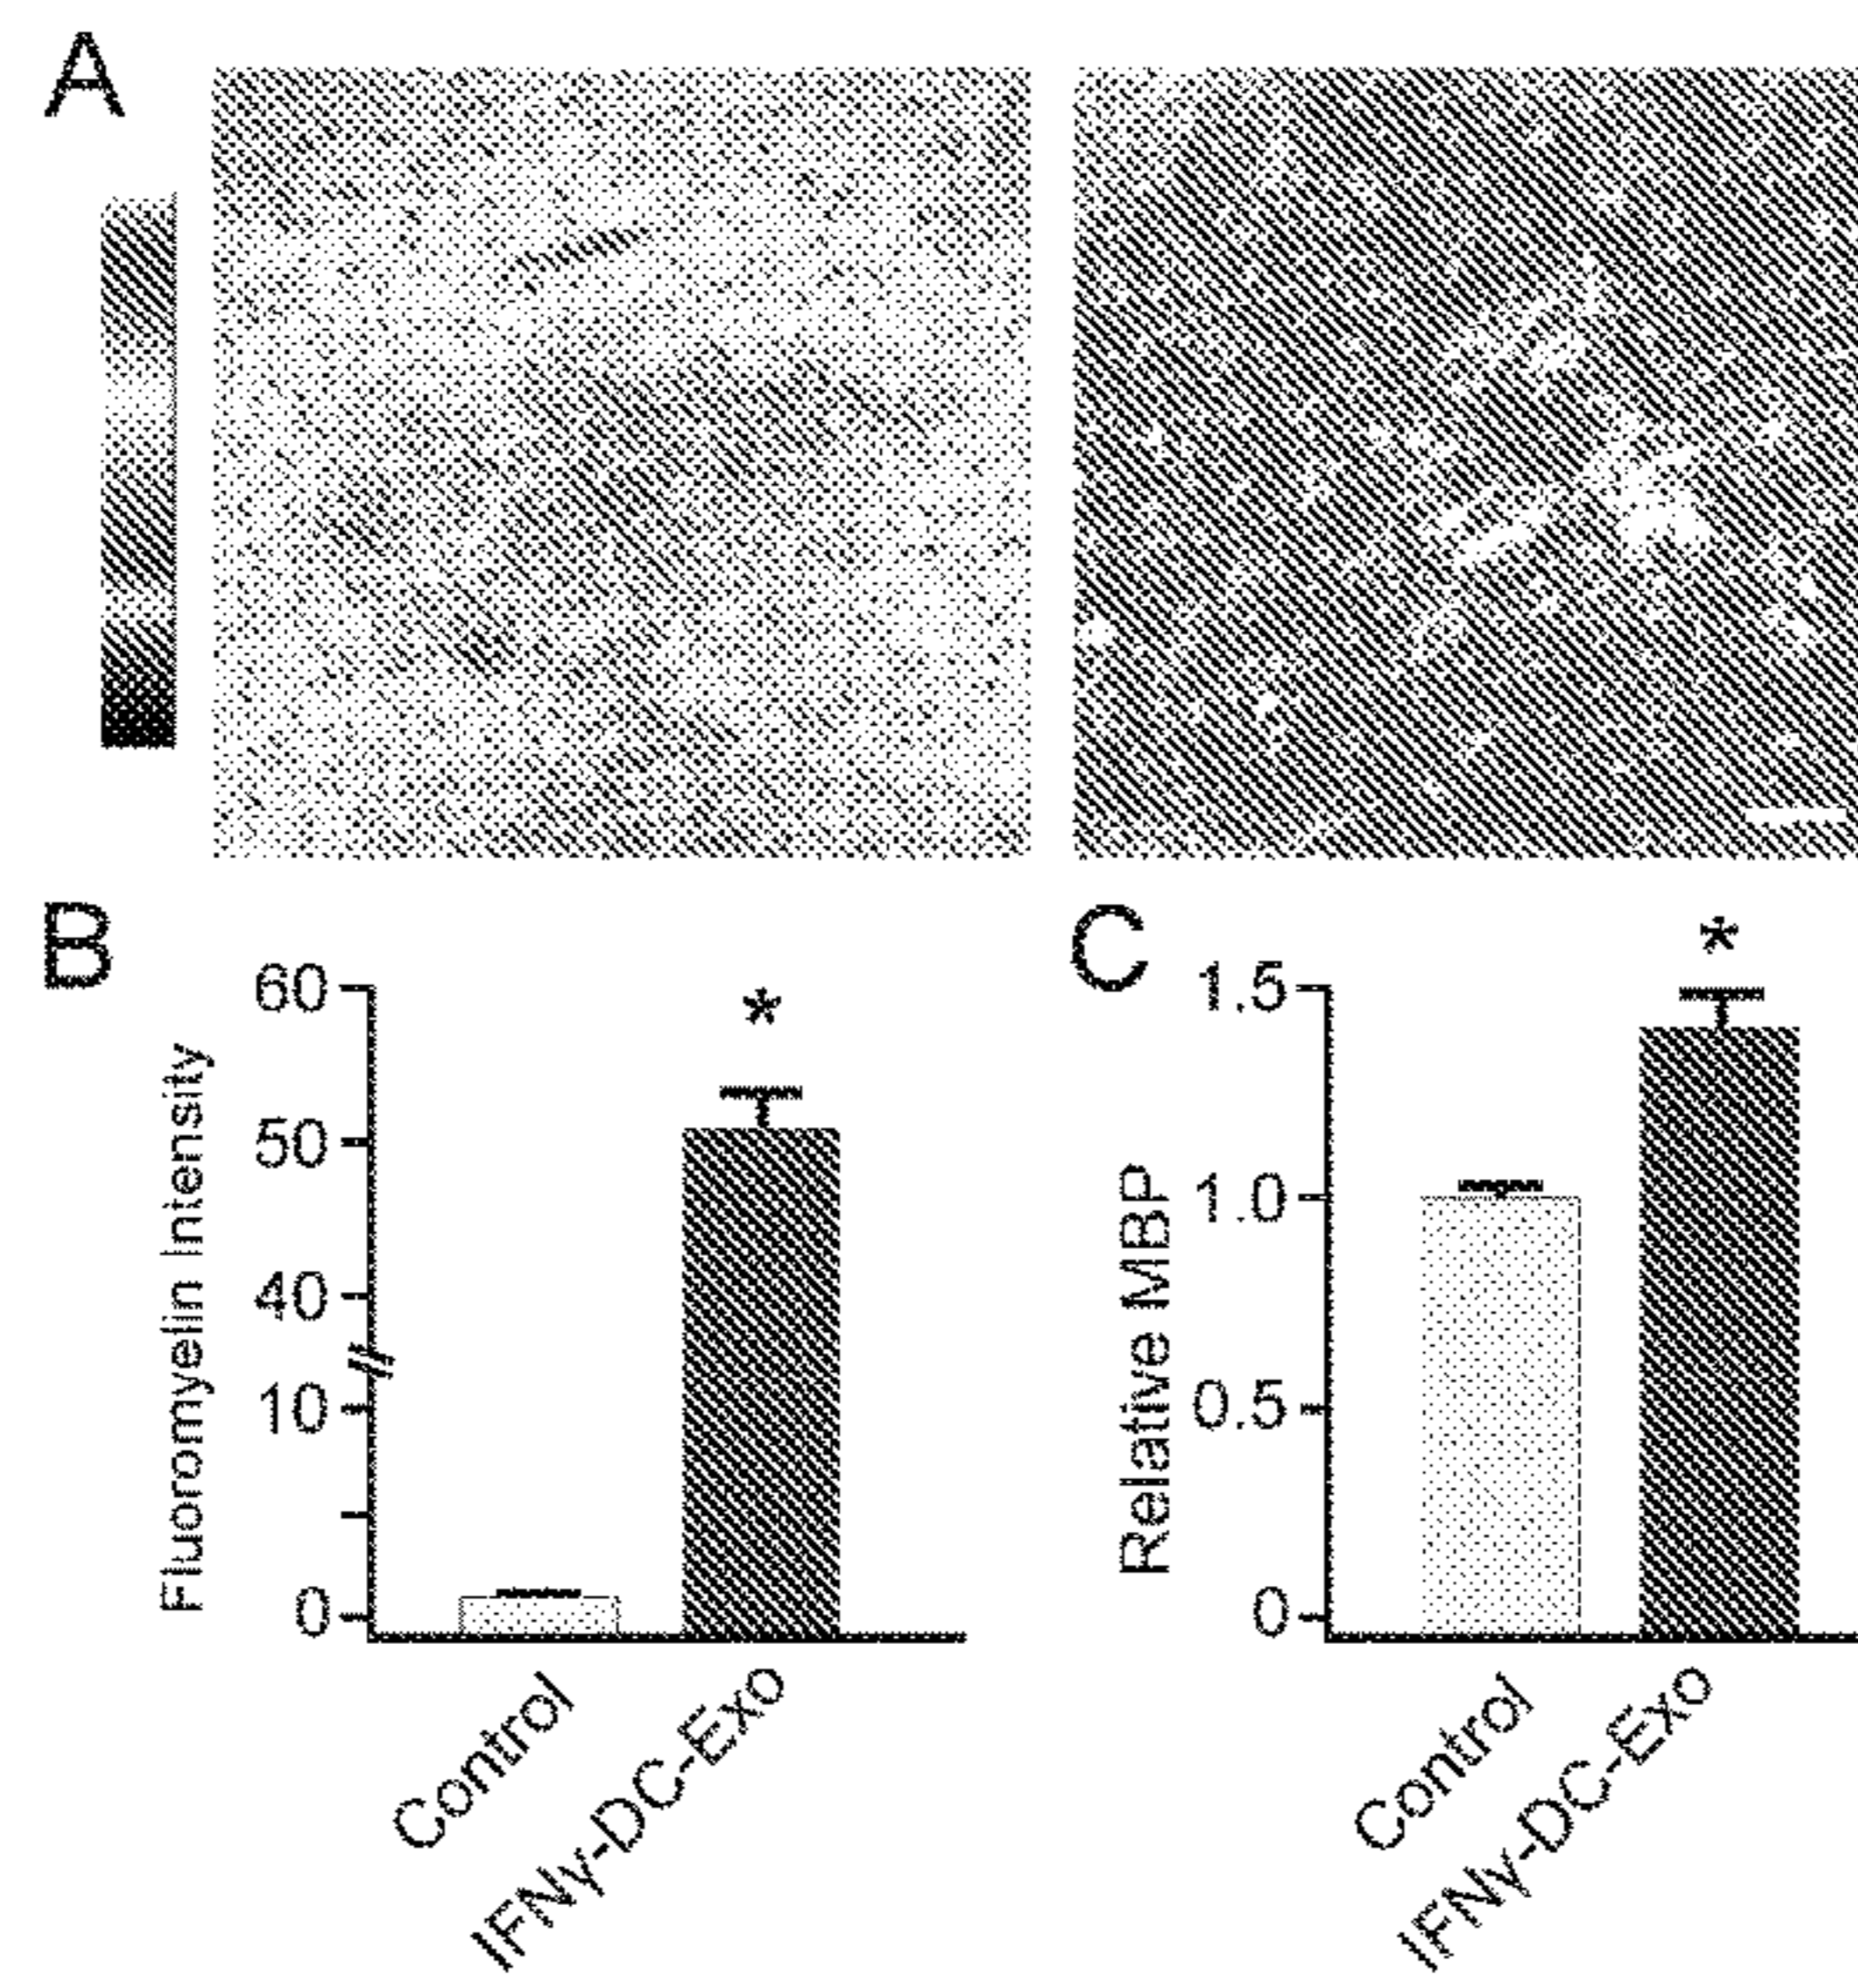 A
B
60
50
40
10
0
Fluoromyelin Intensity
*
Control
IFNγ-DC-Exo
C
1.5
1.0
0.5
0
Relative MBP
*
Control
IFNγ-DC-Exo